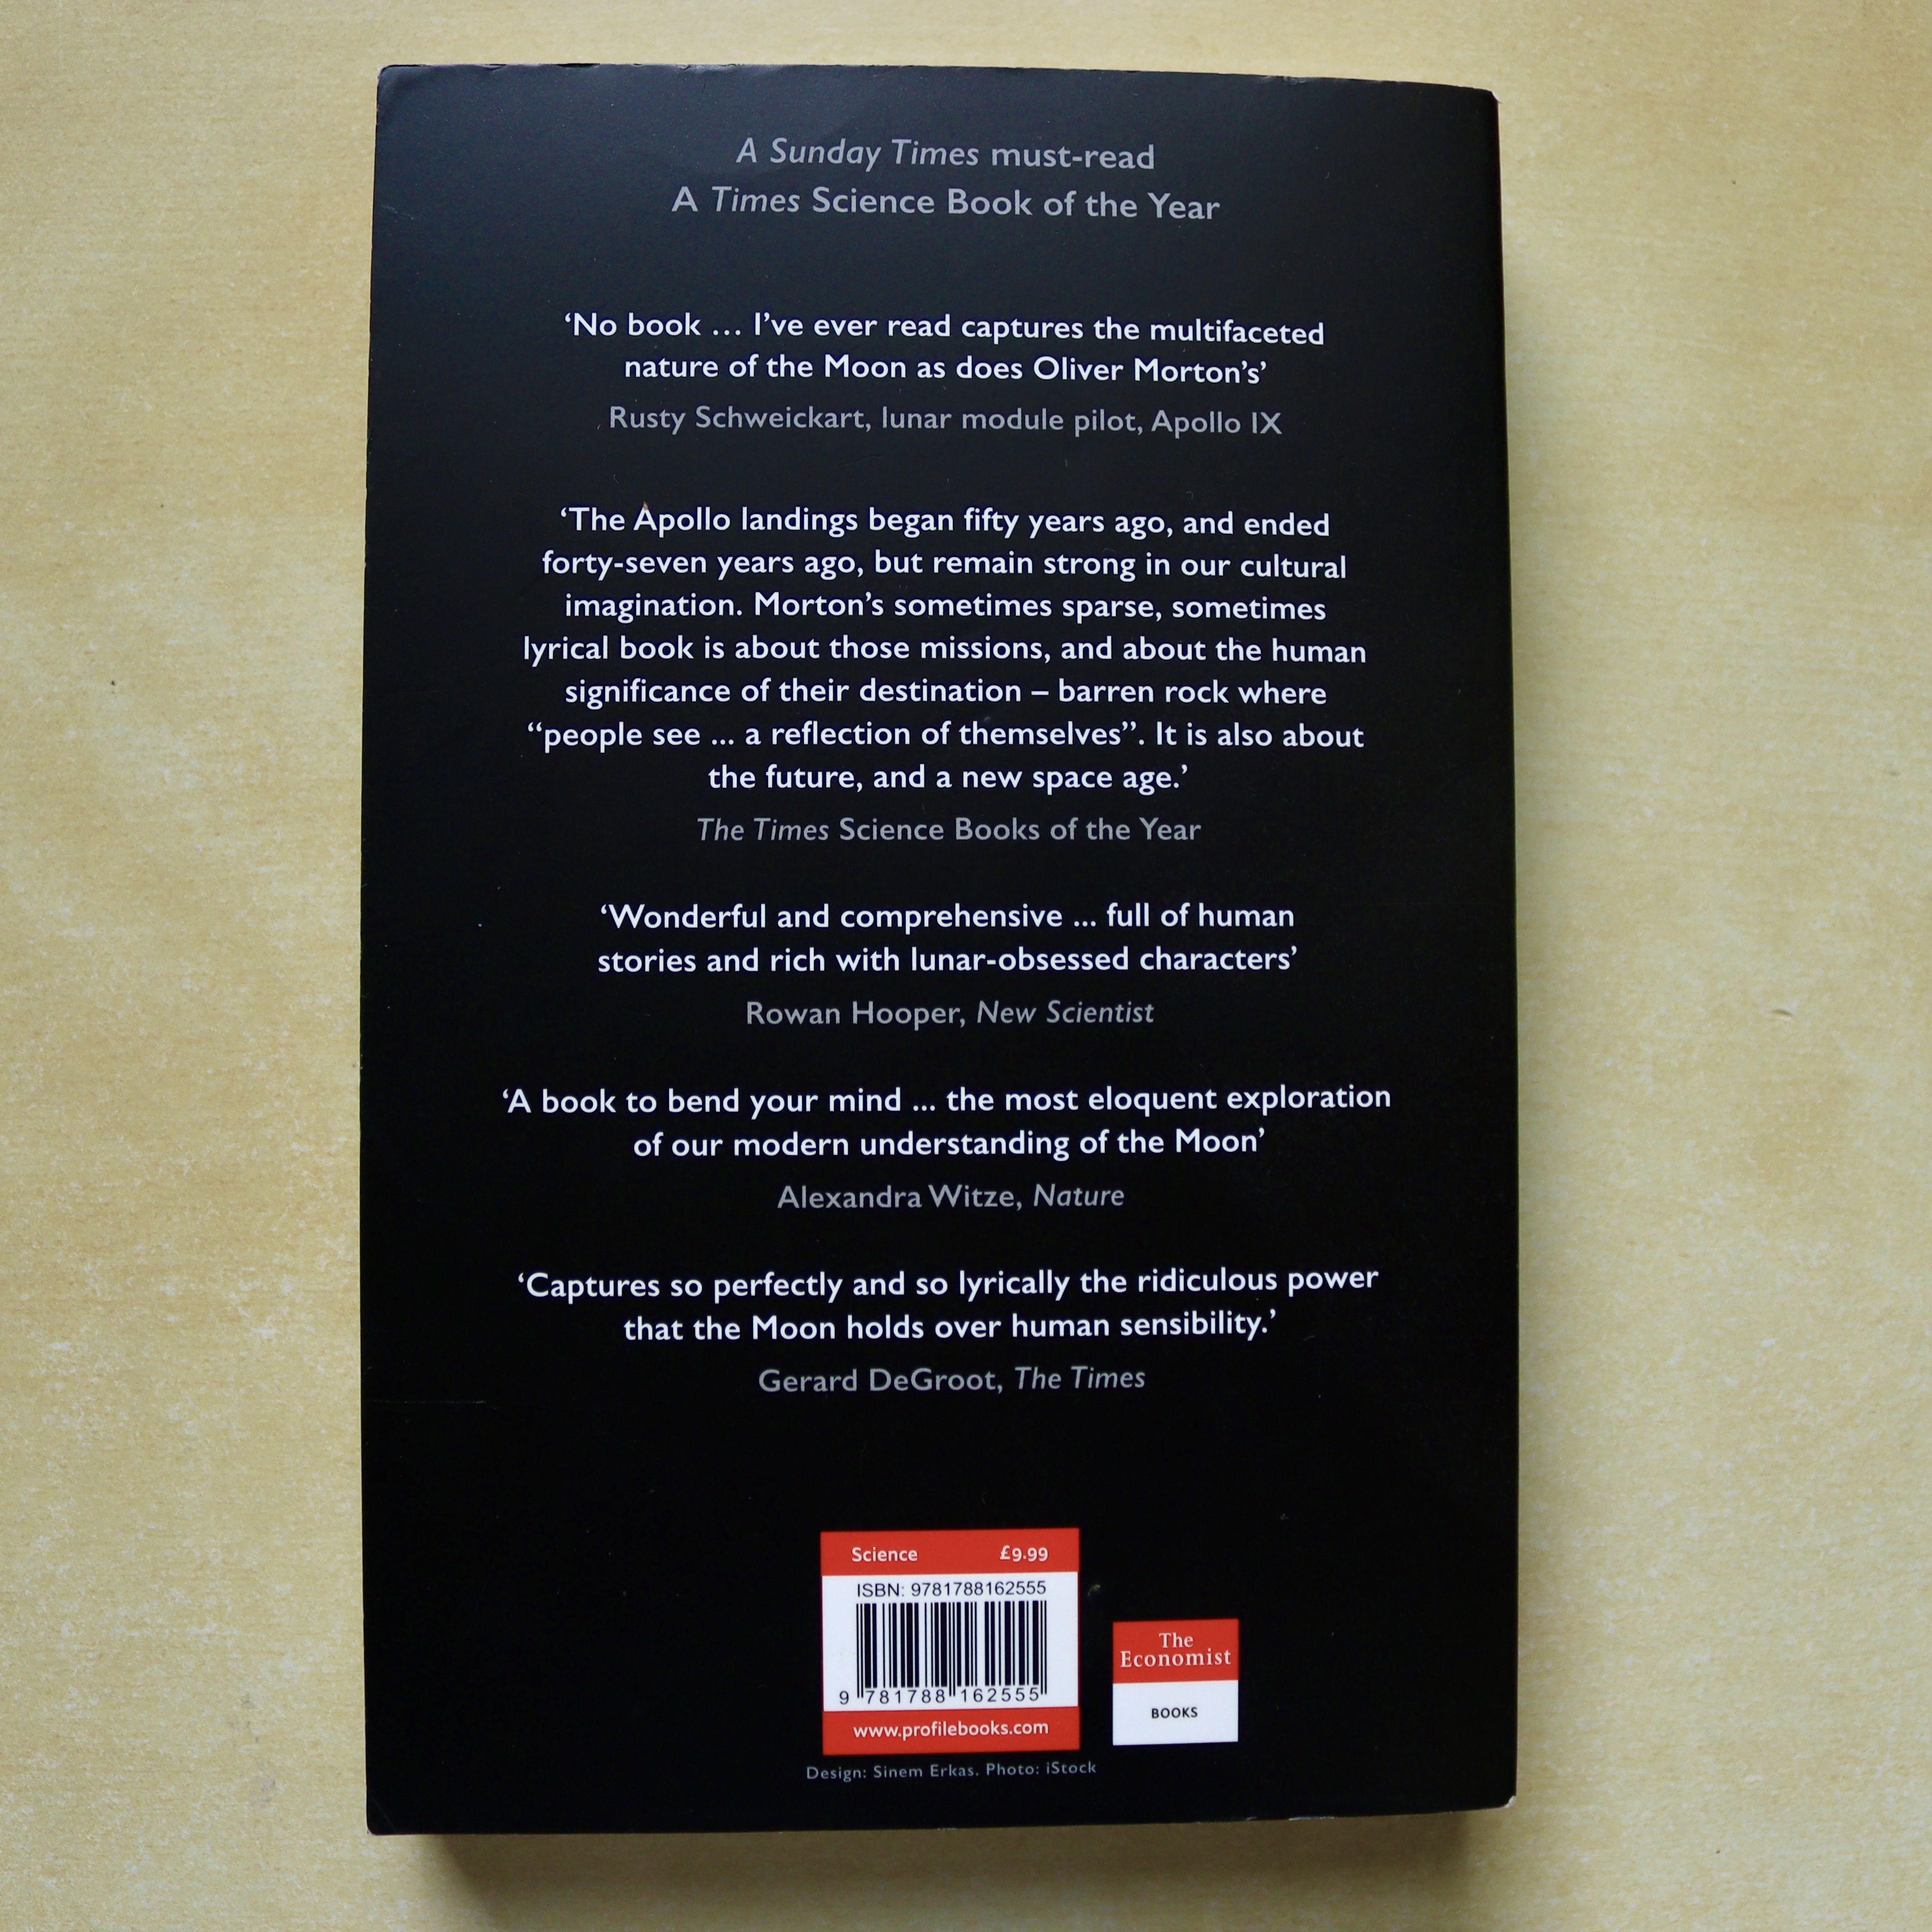 A Sunday Times must-read
A Times Science Book of the Year
‘No book … I’ve ever read captures the multifaceted
nature of the Moon as does Oliver Morton’s’
Rusty Schweickart, lunar module pilot, Apollo IX
‘The Apollo landings began fifty years ago, and ended
forty-seven years ago, but remain strong in our cultural
imagination. Morton’s sometimes sparse, sometimes
lyrical book is about those missions, and about the human
significance of their destination – barren rock where
“people see ... a reflection of themselves”. It is also about
the future, and a new space age.’
The Times Science Books of the Year
‘Wonderful and comprehensive ... full of human
stories and rich with lunar-obsessed characters’
Rowan Hooper, New Scientist
‘A book to bend your mind ... the most eloquent exploration
of our modern understanding of the Moon’
Alexandra Witze, Nature
‘Captures so perfectly and so lyrically the ridiculous power
that the Moon holds over human sensibility.’
Gerard DeGroot, The Times
Science £9.99
ISBN: 9781788162555
9 781788 162555
www.profilebooks.com
The
Economist
BOOKS
Design: Sinem Erkas. Photo: iStock